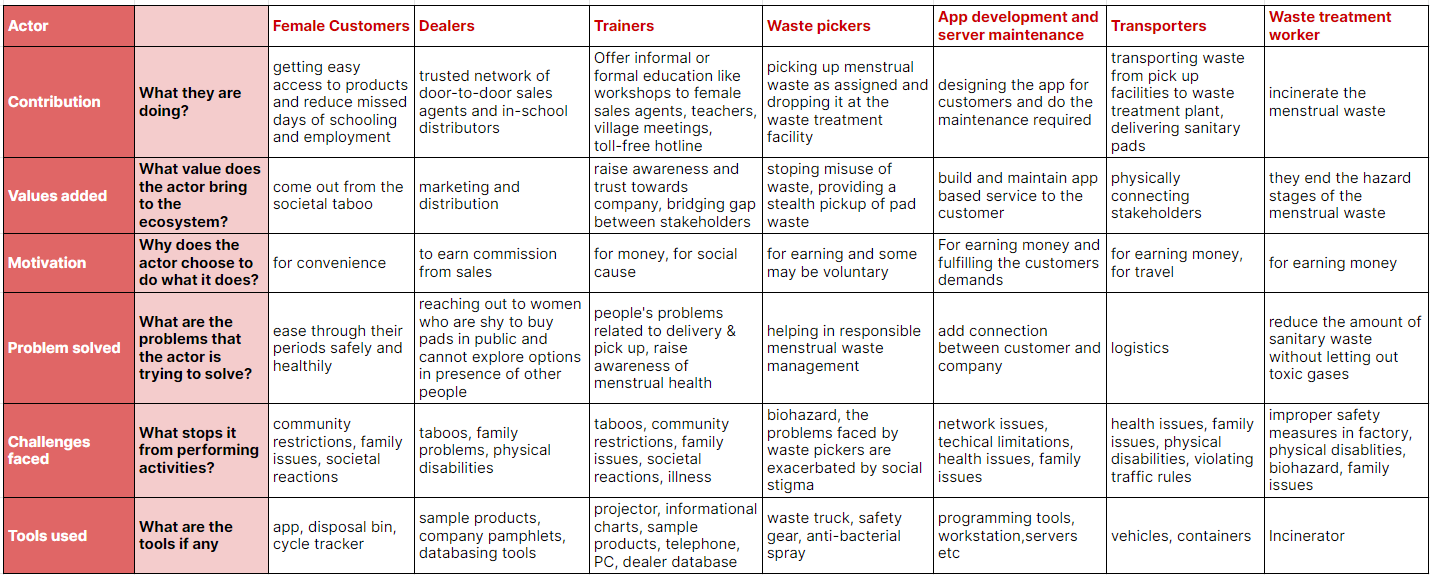 Actor
Female Customers
Dealers
Trainers
Waste pickers
App development and
server maintenance
Transporters
Waste treatment
worker
Contribution
What they are
doing?
getting easy
access to products
and reduce missed
days of schooling
and employment
trusted network of
door-to-door sales
agents and in-school
distributors
Offer informal or
formal education like
workshops to female
sales agents, teachers,
village meetings,
toll-free hotline
picking up menstrual
waste as assigned and
dropping it at the
waste treatment
facility
designing the app for
customers and do the
maintenance required
transporting waste
from pick up
facilities to waste
treatment plant,
delivering sanitary
pads
incinerate the
menstrual waste
Values added
What value does
the actor bring
to the
ecosystem?
come out from the
societal taboo
marketing and
distribution
raise awareness and
trust towards
company, bridging gap
between stakeholders
stoping misuse of
waste, providing a
stealth pickup of pad
waste
build and maintain app
based service to the
customer
physically
connecting
stakeholders
they end the hazard
stages of the
menstrual waste
Motivation
Why does the
actor choose to
do what it does?
for convenience
to earn commission
from sales
for money, for social
cause
for earning and some
may be voluntary
For earning money and
fulfilling the customers
demands
for earning money,
for travel
for earning money
Problem solved
What are the
problems that
the actor is
trying to solve?
ease through their
periods safely and
healthily
reaching out to women
who are shy to buy
pads in public and
cannot explore options
in presence of other
people
people's problems
related to delivery &
pick up, raise
awareness of
menstrual health
helping in responsible
menstrual waste
management
add connection
between customer and
company
logistics
reduce the amount of
sanitary waste
without letting out
toxic gases
Challenges
faced
What stops it
from performing
activities?
community
restrictions, family
issues, societal
reactions
taboos, family
problems, physical
disabilities
taboos, community
restrictions, family
issues, societal
reactions, illness
biohazard, the
problems faced by
waste pickers are
exacerbated by social
stigma
network issues,
techical limitations,
health issues, family
issues
health issues, family
issues, physical
disabilities, violating
traffic rules
improper safety
measures in factory,
physical disablities,
biohazard, family
issues
Tools used
What are the
tools if any
app, disposal bin,
cycle tracker
sample products,
company pamphlets,
databasing tools
projector, informational
charts, sample
products, telephone,
PC, dealer database
waste truck, safety
gear, anti-bacterial
spray
programming tools,
workstation,servers
etc
vehicles, containers
Incinerator